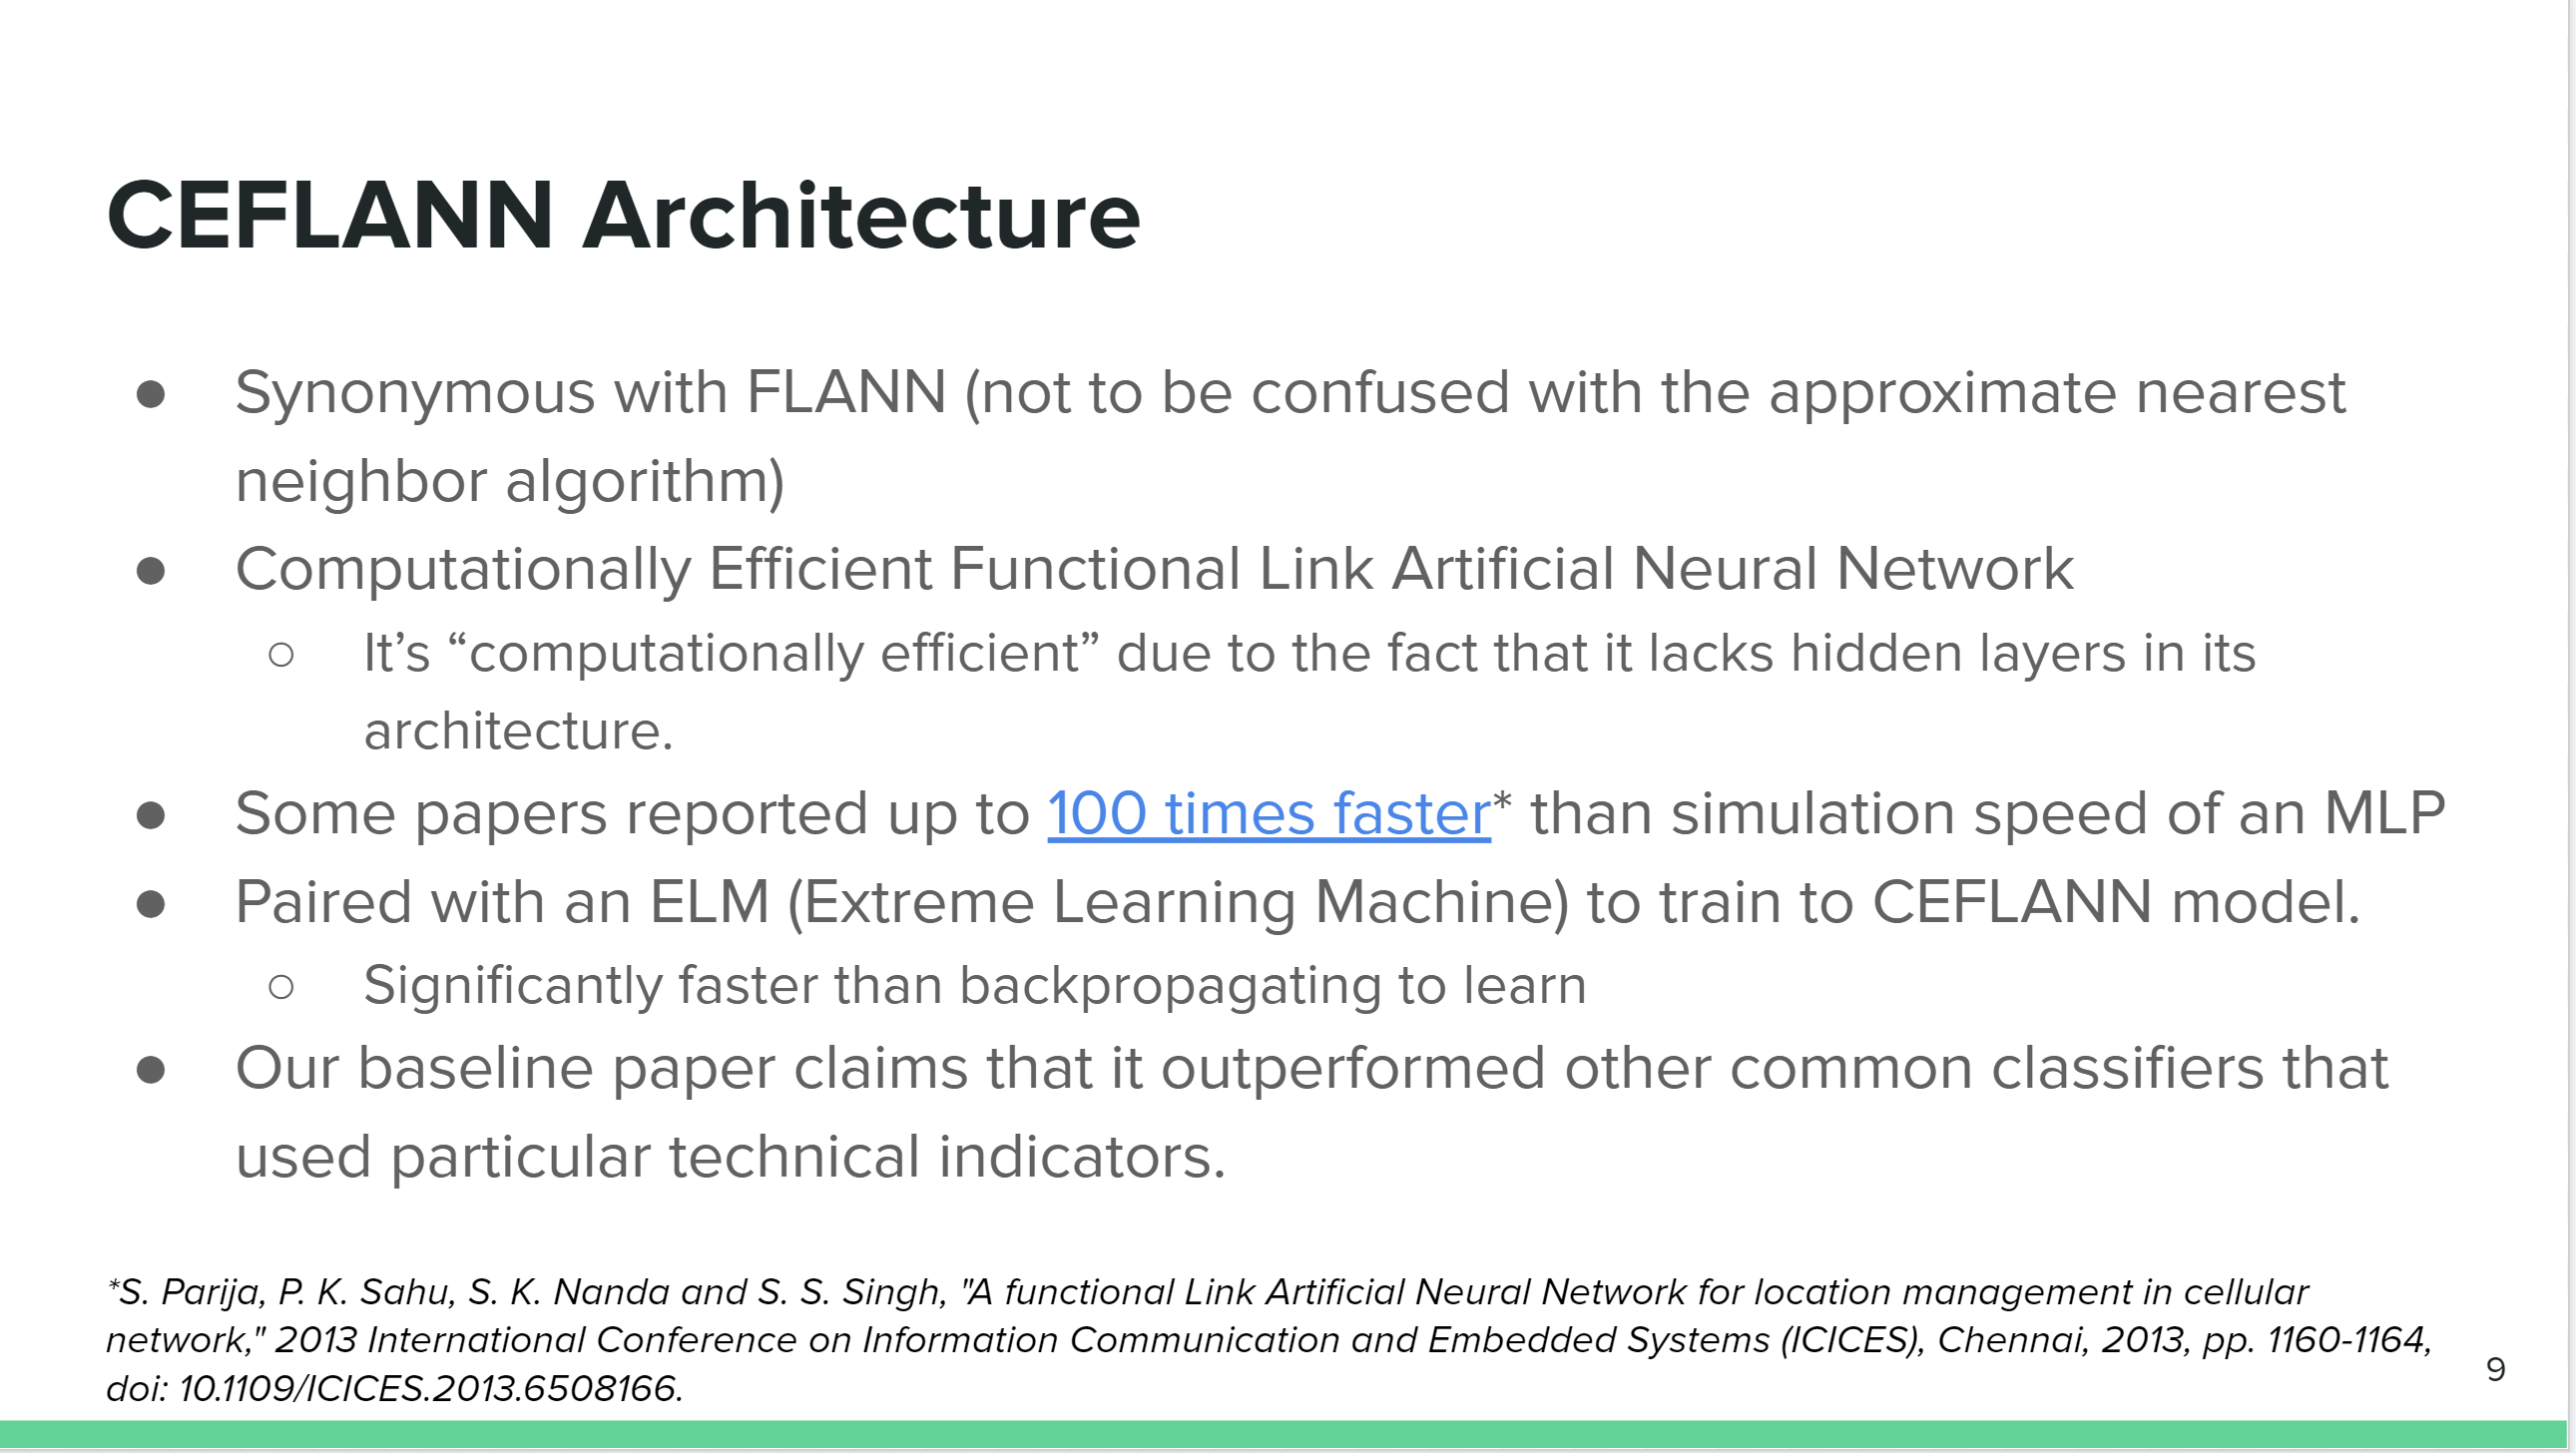 CEFLANN Architecture
● Synonymous with FLANN (not to be confused with the approximate nearest
neighbor algorithm)
● Computationally Efficient Functional Link Artificial Neural Network
○ It’s “computationally efficient” due to the fact that it lacks hidden layers in its
architecture.
● Some papers reported up to 100 times faster* than simulation speed of an MLP
● Paired with an ELM (Extreme Learning Machine) to train to CEFLANN model.
○ Significantly faster than backpropagating to learn
● Our baseline paper claims that it outperformed other common classifiers that
used particular technical indicators.
*S. Parija, P. K. Sahu, S. K. Nanda and S. S. Singh, "A functional Link Artificial Neural Network for location management in cellular
network," 2013 International Conference on Information Communication and Embedded Systems (ICICES), Chennai, 2013, pp. 1160-1164,
doi: 10.1109/ICICES.2013.6508166.
9